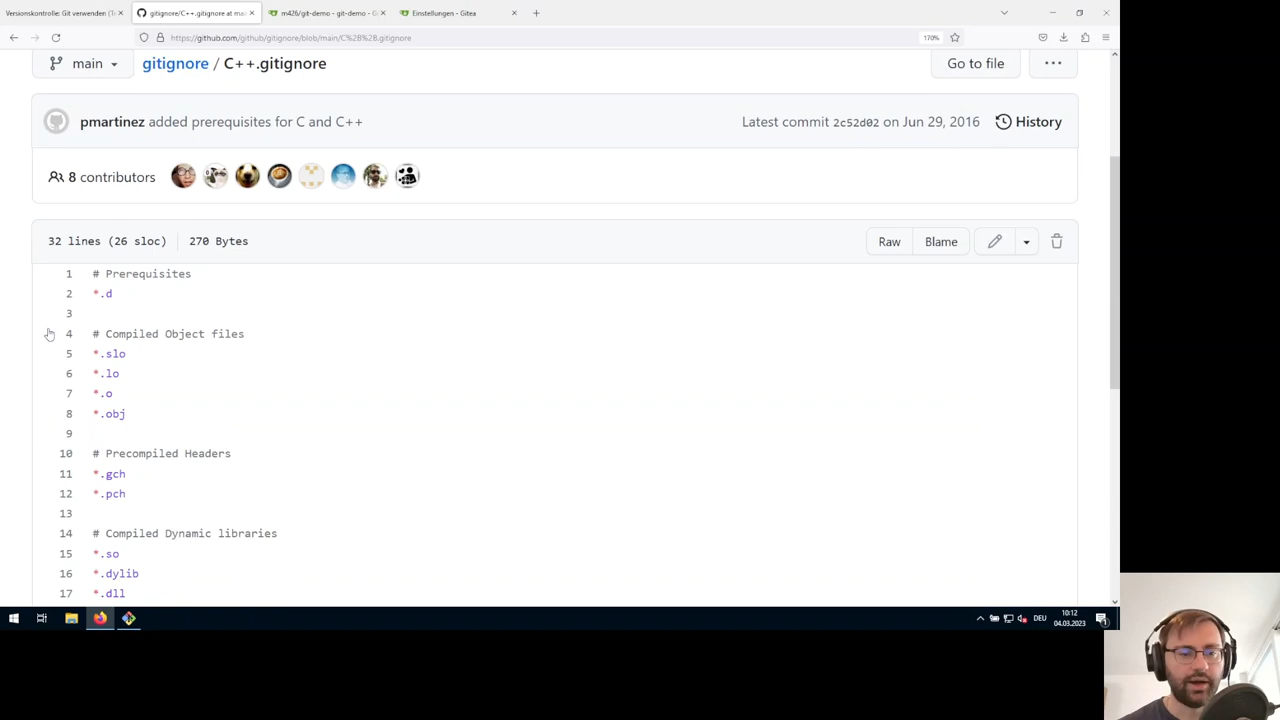 Versionskontrolle: Git verwenden (T
gitignore/C++.gitignore at mai
m426/git-demo - git-demo - G
Einstellungen - Gitea
https://github.com/github/gitignore/blob/main/C%2B%2B.gitignore
170%
main
gitignore / C++.gitignore
Go to file
pmartinez added prerequisites for C and C++
Latest commit 2c52d02 on Jun 29, 2016
History
8 contributors
32 lines (26 sloc)
270 Bytes
Raw
Blame
1 # Prerequisites
2 *.d
3
4 # Compiled Object files
5 *.slo
6 *.lo
7 *.o
8 *.obj
9
10 # Precompiled Headers
11 *.gch
12 *.pch
13
14 # Compiled Dynamic libraries
15 *.so
16 *.dylib
17 *.dll
DEU
10:12
04.03.2023